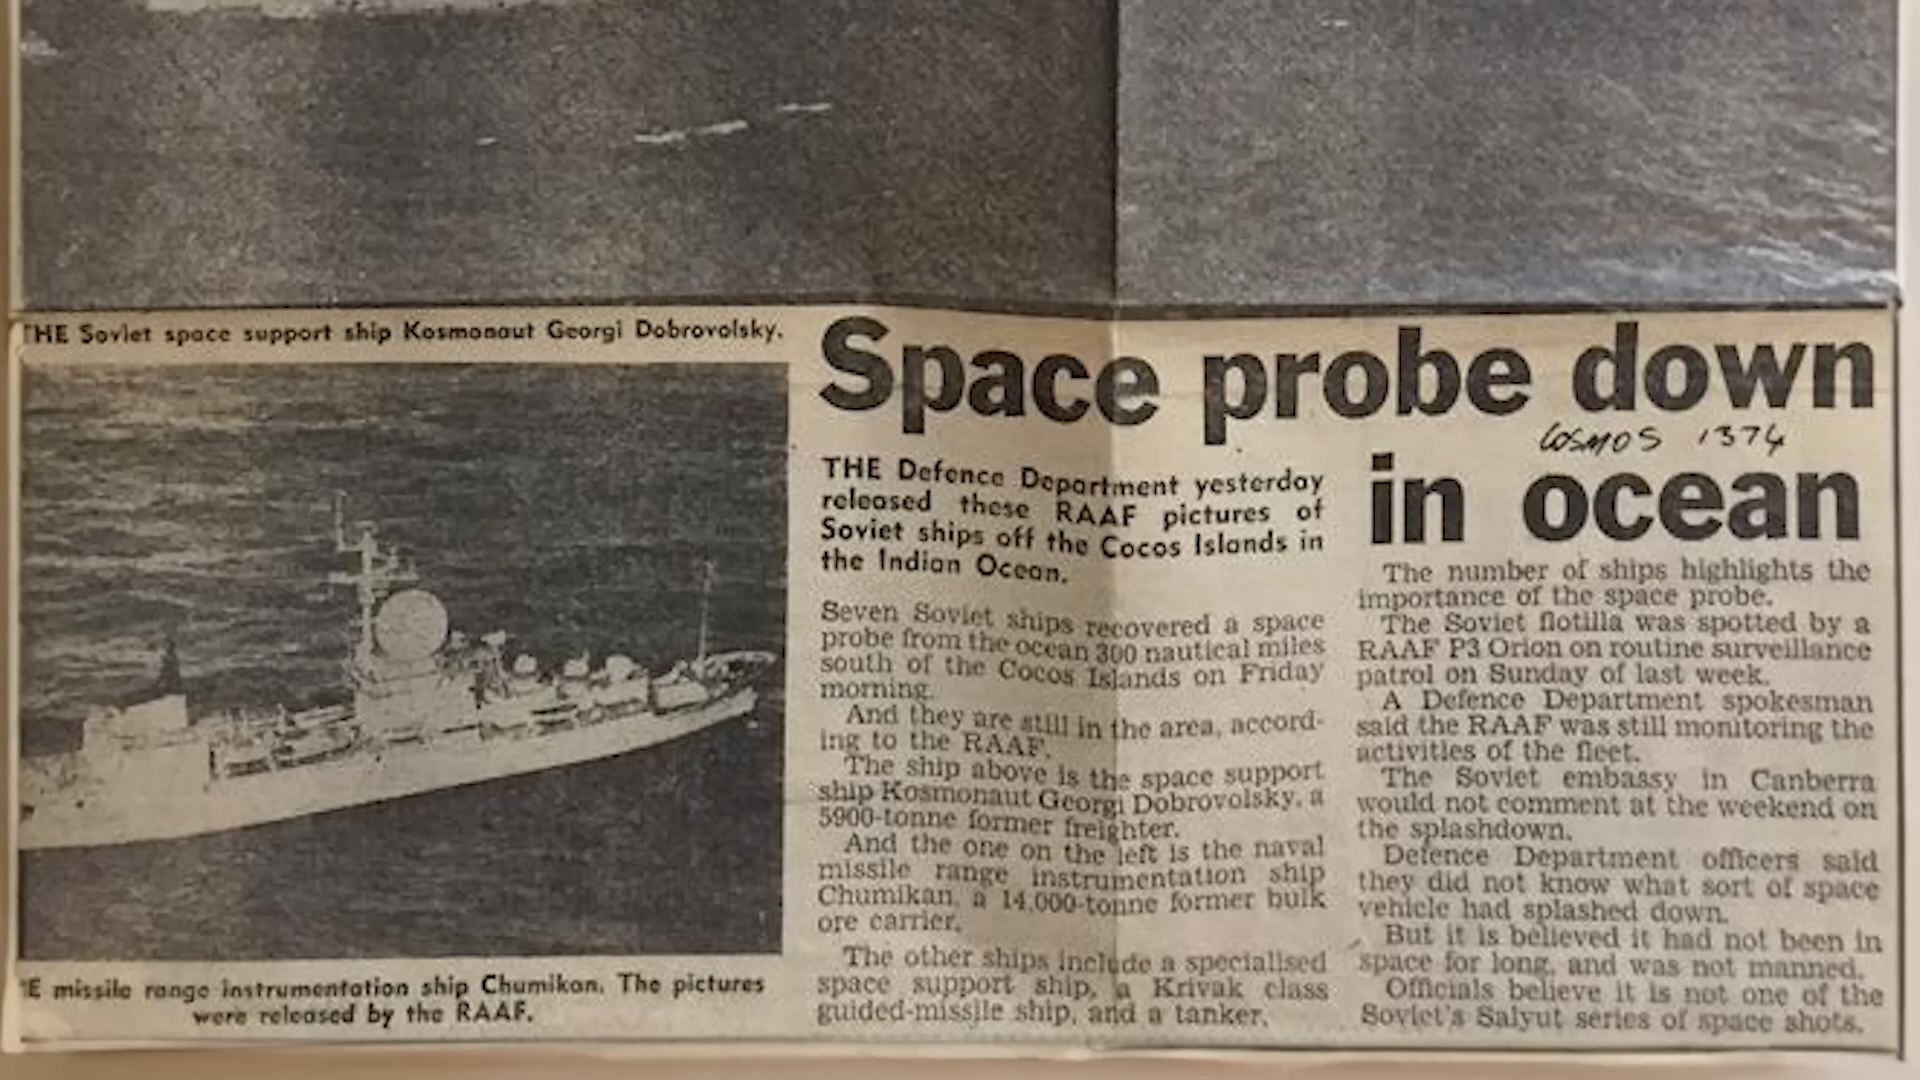 THE Soviet space support ship Kosmonaut Georgi Dobrovolsky.
Space probe down
COSMOS 1374
in ocean
THE Defence Department yesterday
released these RAAF pictures of
Soviet ships off the Cocos Islands in
the Indian Ocean.
Seven Soviet ships recovered a space
probe from the ocean 300 nautical miles
south of the Cocos Islands on Friday
morning.
And they are still in the area, accord-
ing to the RAAF.
The ship above is the space support
ship Kosmonaut Georgi Dobrovolsky, a
5900-tonne former freighter.
And the one on the left is the naval
missile range instrumentation ship
Chumikan, a 14,000-tonne former bulk
ore carrier.
The other ships include a specialised
space support ship, a Krivak class
guided-missile ship, and a tanker.
The number of ships highlights the
importance of the space probe.
The Soviet flotilla was spotted by a
RAAF P3 Orion on routine surveillance
patrol on Sunday of last week.
A Defence Department spokesman
said the RAAF was still monitoring the
activities of the fleet.
The Soviet embassy in Canberra
would not comment at the weekend on
the splashdown.
Defence Department officers said
they did not know what sort of space
vehicle had splashed down.
But it is believed it had not been in
space for long, and was not manned.
Officials believe it is not one of the
Soviet's Salyut series of space shots.
E missile range instrumentation ship Chumikan. The pictures
were released by the RAAF.